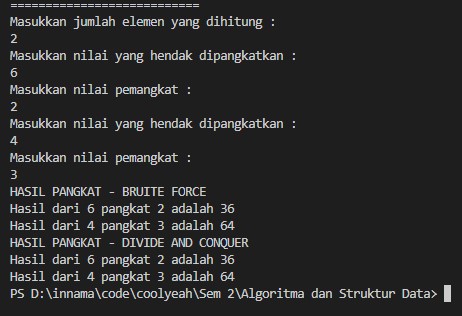 ============================
Masukkan jumlah elemen yang dihitung :
2
Masukkan nilai yang hendak dipangkatkan :
6
Masukkan nilai pemangkat :
2
Masukkan nilai yang hendak dipangkatkan :
4
Masukkan nilai pemangkat :
3
HASIL PANGKAT - BRUITE FORCE
Hasil dari 6 pangkat 2 adalah 36
Hasil dari 4 pangkat 3 adalah 64
HASIL PANGKAT - DIVIDE AND CONQUER
Hasil dari 6 pangkat 2 adalah 36
Hasil dari 4 pangkat 3 adalah 64
PS D:\innama\code\coolyeah\Sem 2\Algoritma dan Struktur Data>